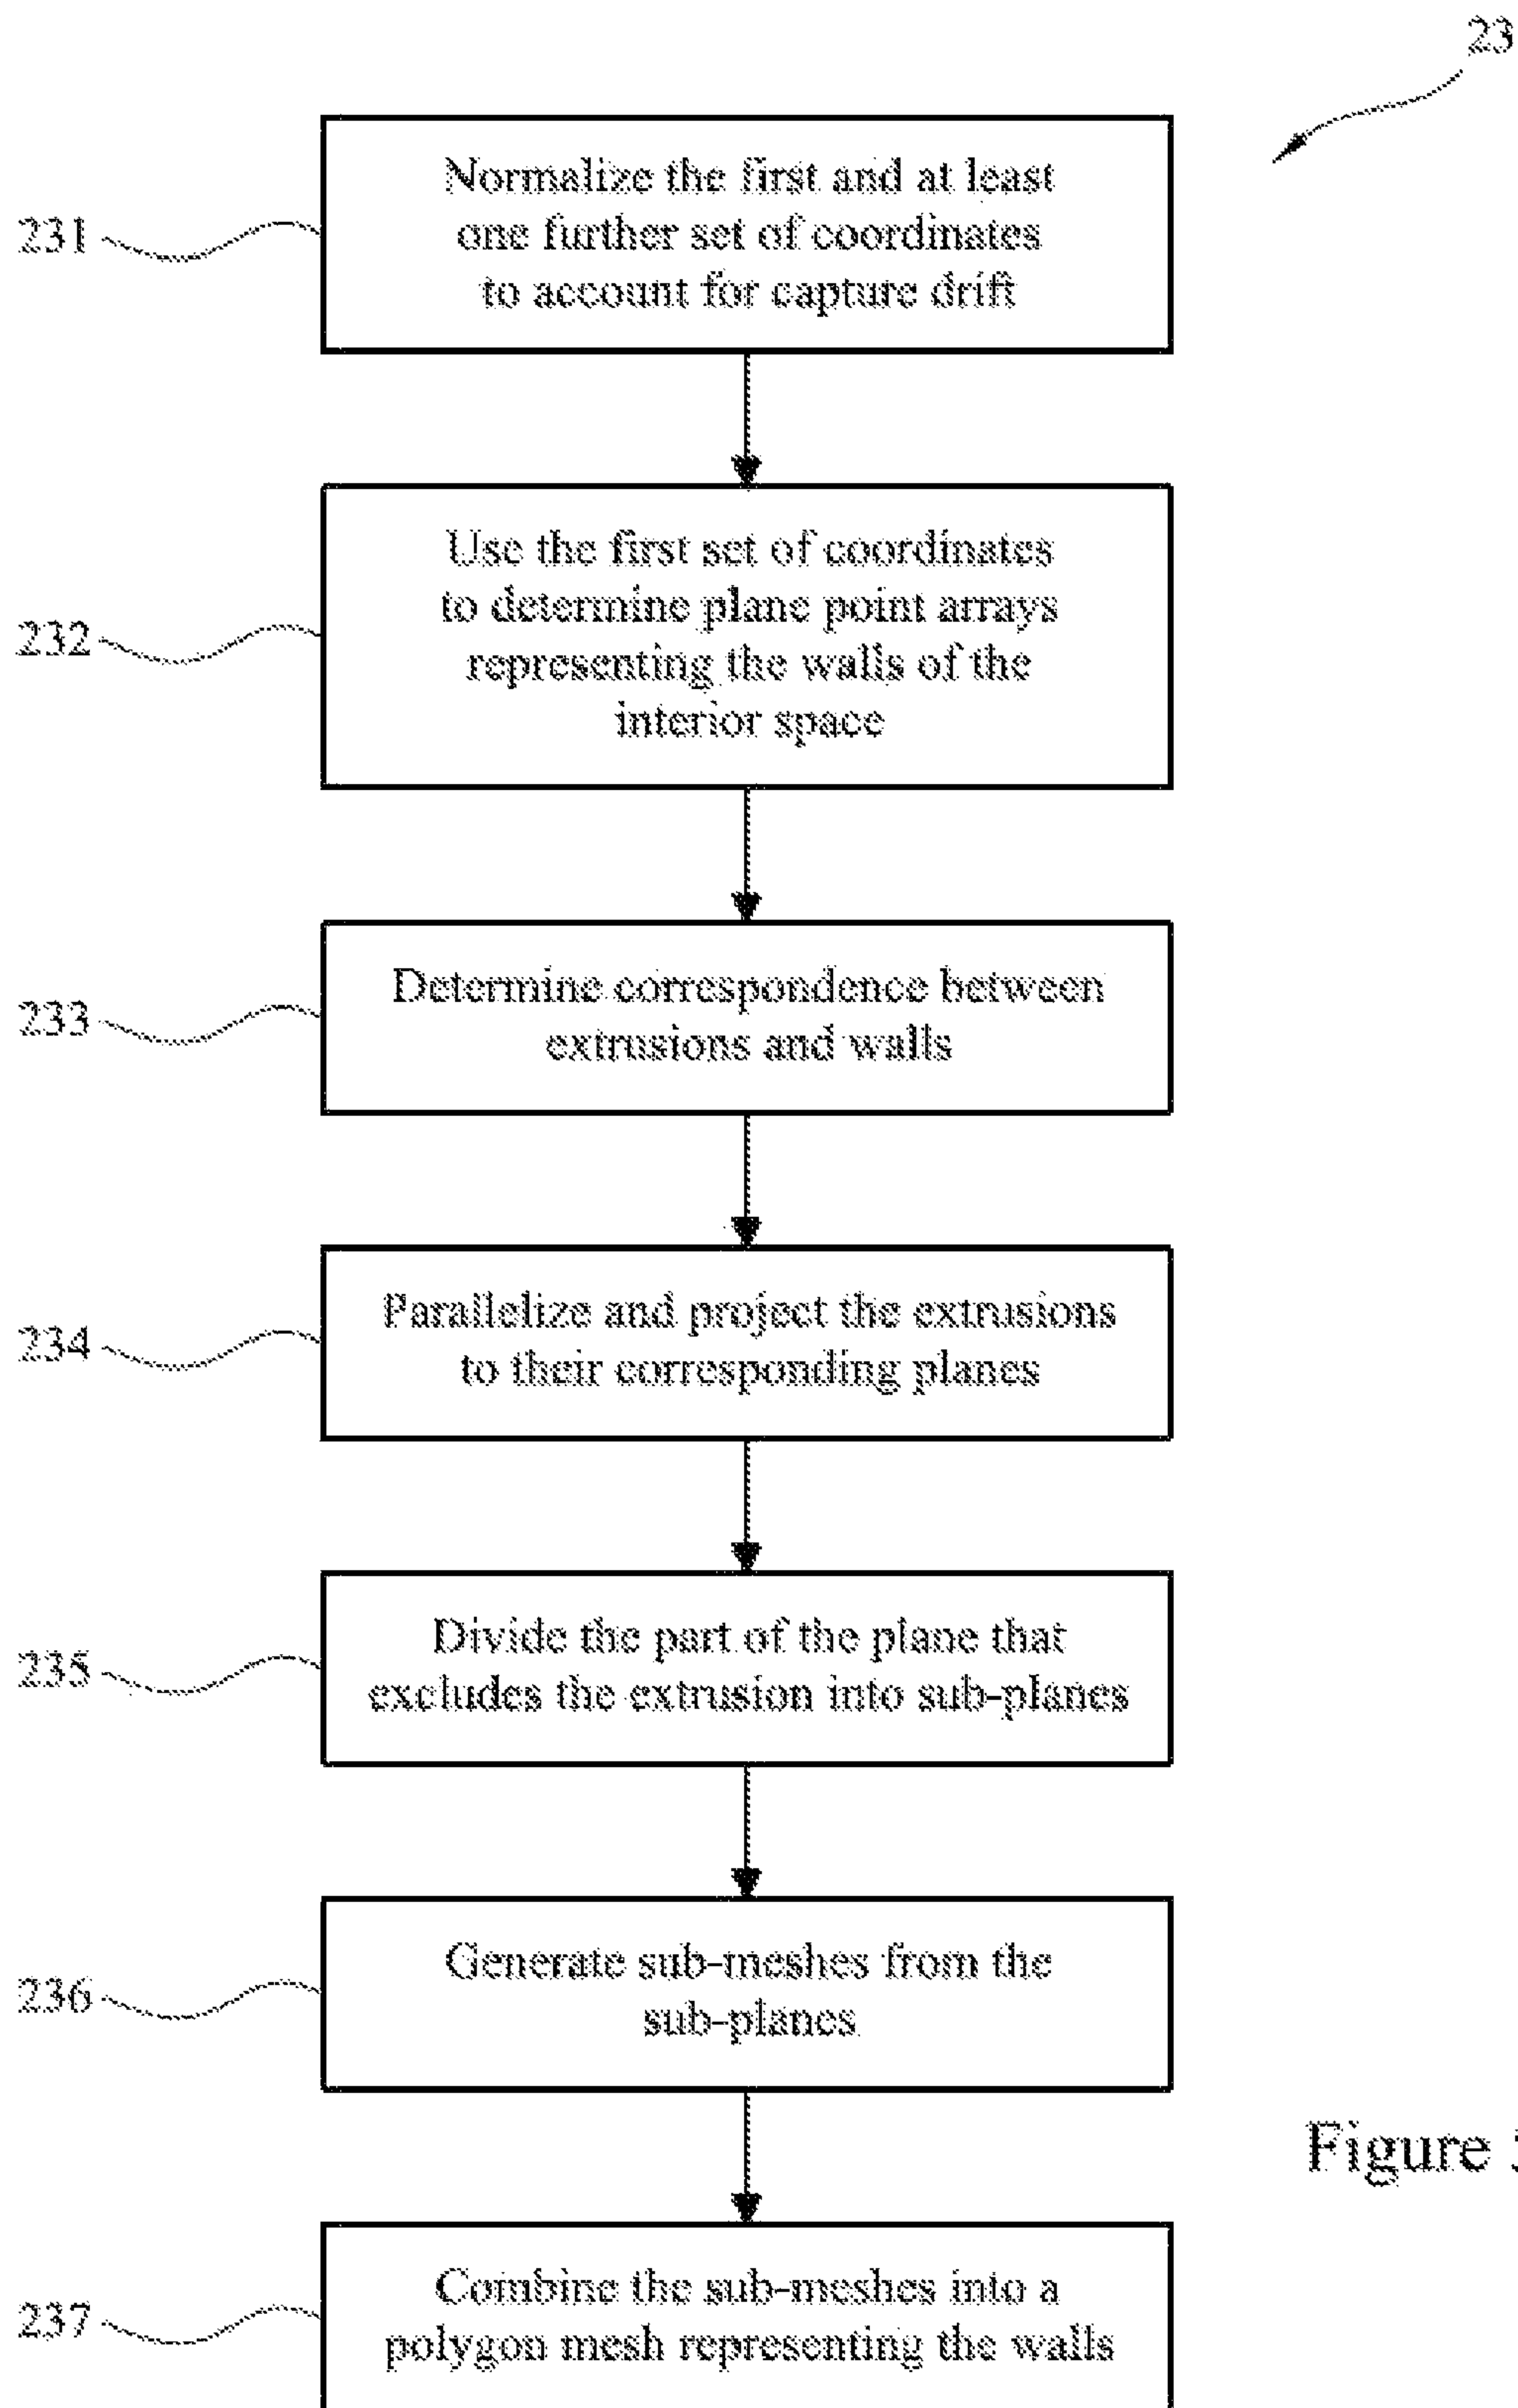 23
231
Normalize the first and at least
one further set of coordinates
to account for capture drift
232
Use the first set of coordinates
to determine plane point arrays
representing the walls of the
interior space
233
Determine correspondence between
extrusions and walls
234
Parallelize and project the extrusions
to their corresponding planes
235
Divide the part of the plane that
excludes the extrusion into sub-planes
236
Generate sub-meshes from the
sub-planes
Figure
237
Combine the sub-meshes into a
polygon mesh representing the walls